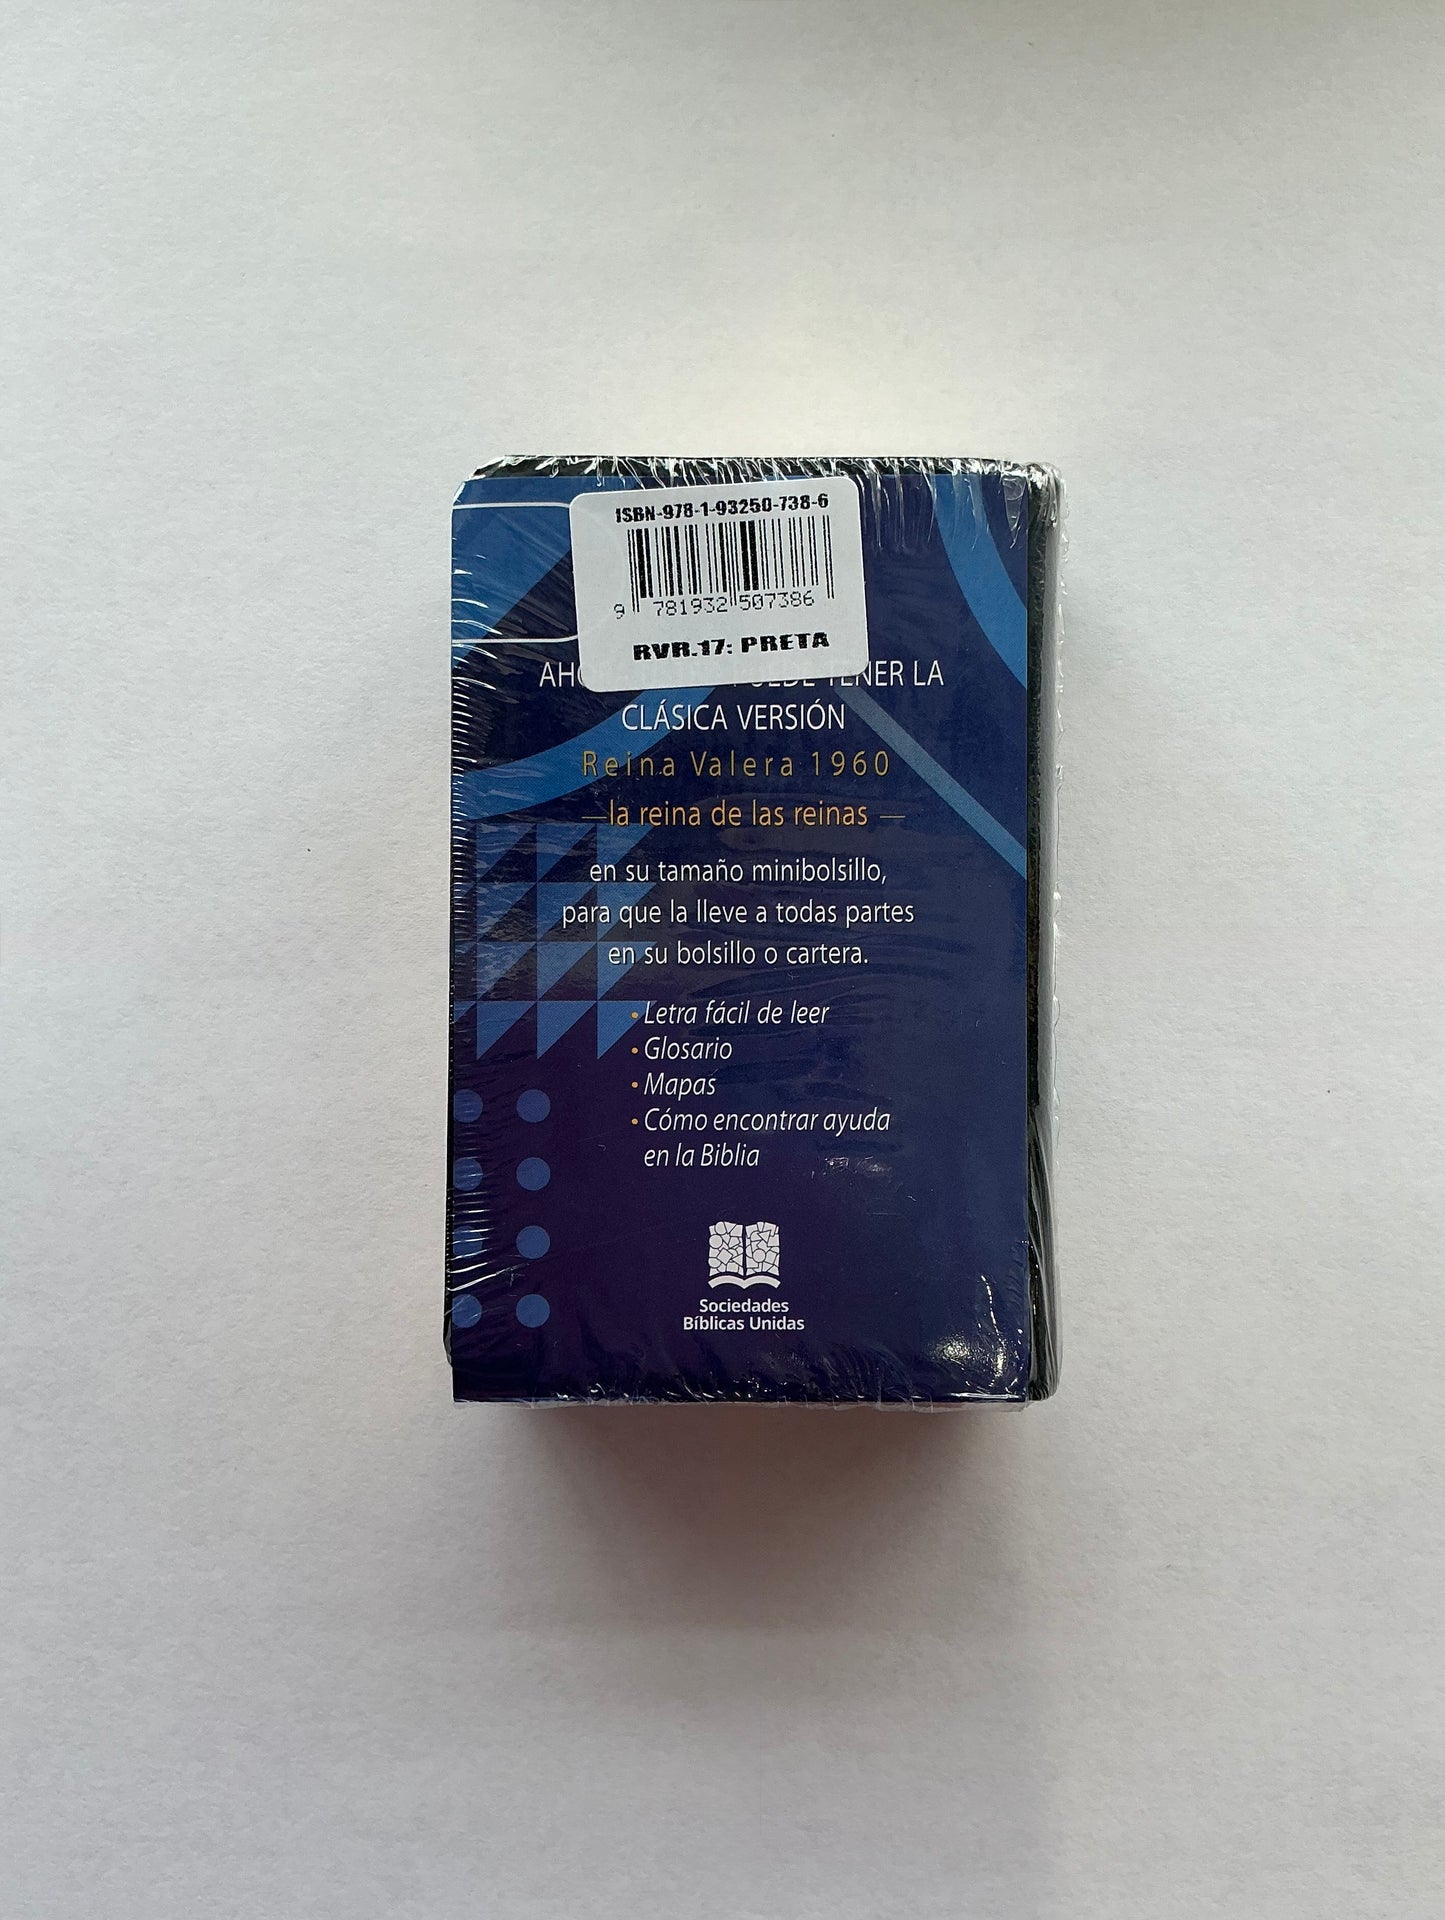 ISBN-978-1-93250-738-6
9 781932 507386
RVR.17: PRETA
TENER LA
CLÁSICA VERSIÓN
Reina Valera 1960
—la reina de las reinas —
en su tamaño minibolsillo,
para que la lleve a todas partes
en su bolsillo o cartera.
• Letra fácil de leer
• Glosario
• Mapas
• Cómo encontrar ayuda
en la Biblia
Sociedades
Bíblicas Unidas